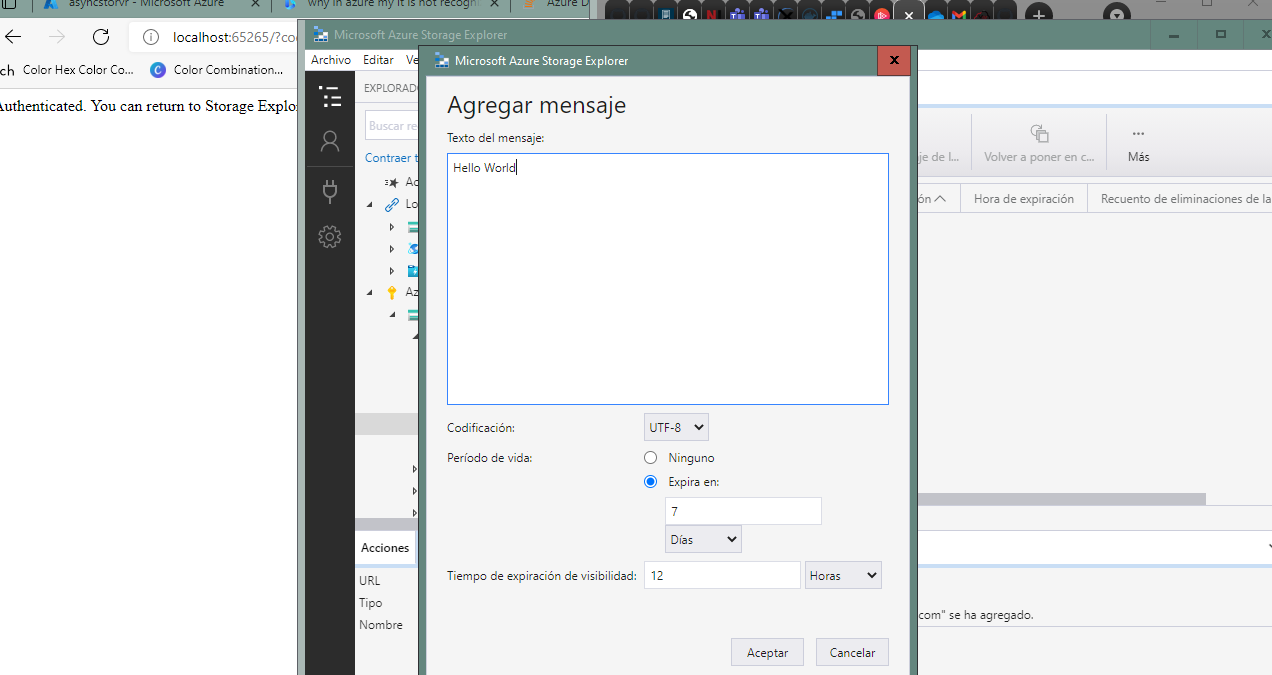 asyncstorvr - Microsoft Azure
why in azure my it is not recogn
Azure D
localhost:65265/?co
Microsoft Azure Storage Explorer
ch Color Hex Color Co... Color Combination...
Archivo Editar Ve
Microsoft Azure Storage Explorer
Authenticated. You can return to Storage Explo
EXPLORAD
Buscar re
Contraer t
Ac
Lo
Az
Agregar mensaje
Texto del mensaje:
Hello World
Codificación:
UTF-8
Período de vida:
Ninguno
Expira en:
7
Días
Tiempo de expiración de visibilidad:
12
Horas
Aceptar
Cancelar
je de l...
Volver a poner en c...
Más
ón
Hora de expiración
Recuento de eliminaciones de la
Acciones
URL
Tipo
Nombre
com" se ha agregado.